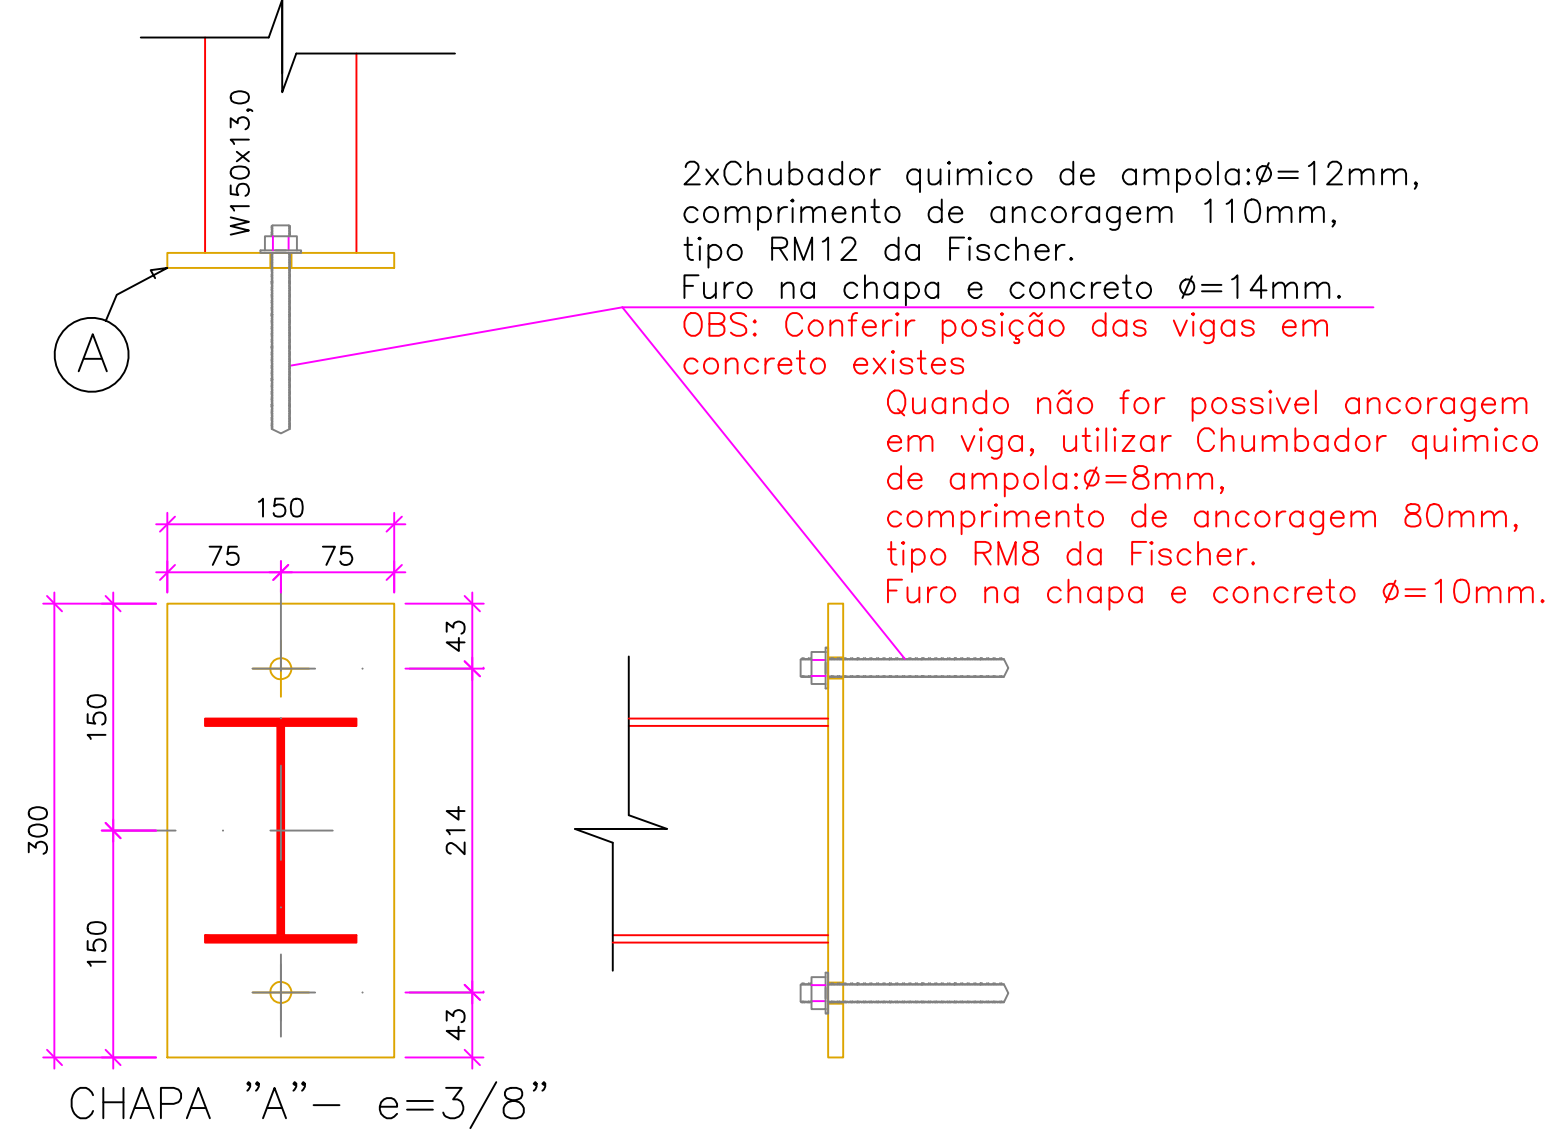 W150x13,0
2xChubador quimico de ampola:ø=12mm,
comprimento de ancoragem 110mm,
tipo RM12 da Fischer.
Furo na chapa e concreto ø=14mm.
OBS: Conferir posição das vigas em
concreto existes
Quando não for possivel ancoragem
em viga, utilizar Chumbador quimico
de ampola:ø=8mm,
comprimento de ancoragem 80mm,
tipo RM8 da Fischer.
Furo na chapa e concreto ø=10mm.
A
150
75
75
43
150
300
214
150
43
CHAPA "A"- e=3/8"